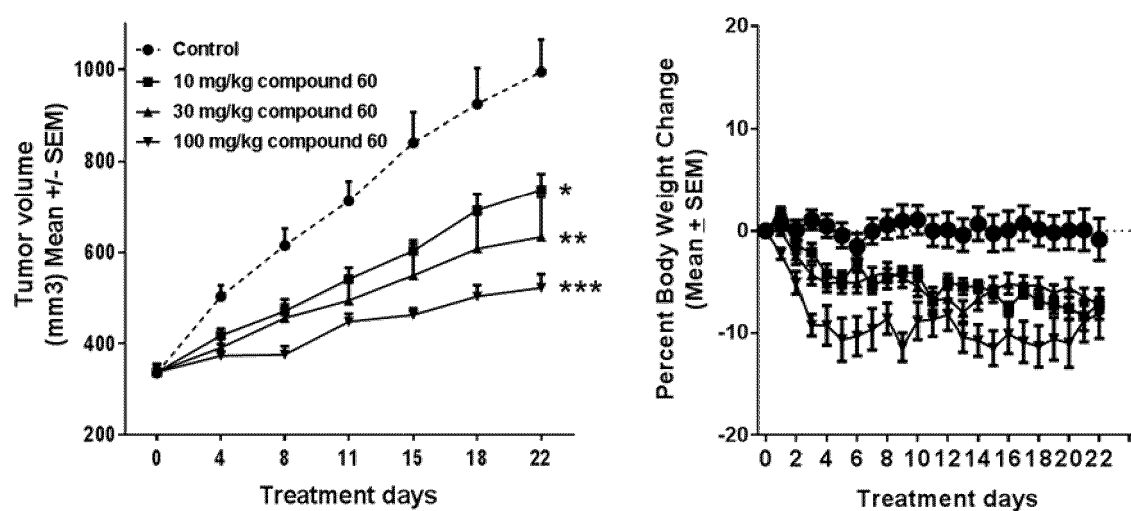 Tumor volume
(mm3) Mean +/- SEM)
1000
800
600
400
200
Control
10 mg/kg compound 60
30 mg/kg compound 60
100 mg/kg compound 60
*
**
***
0 4 8 11 15 18 22
Treatment days
Percent Body Weight Change
(Mean ± SEM)
20
10
0
-10
-20
0 2 4 6 8 10 12 14 16 18 20 22
Treatment days